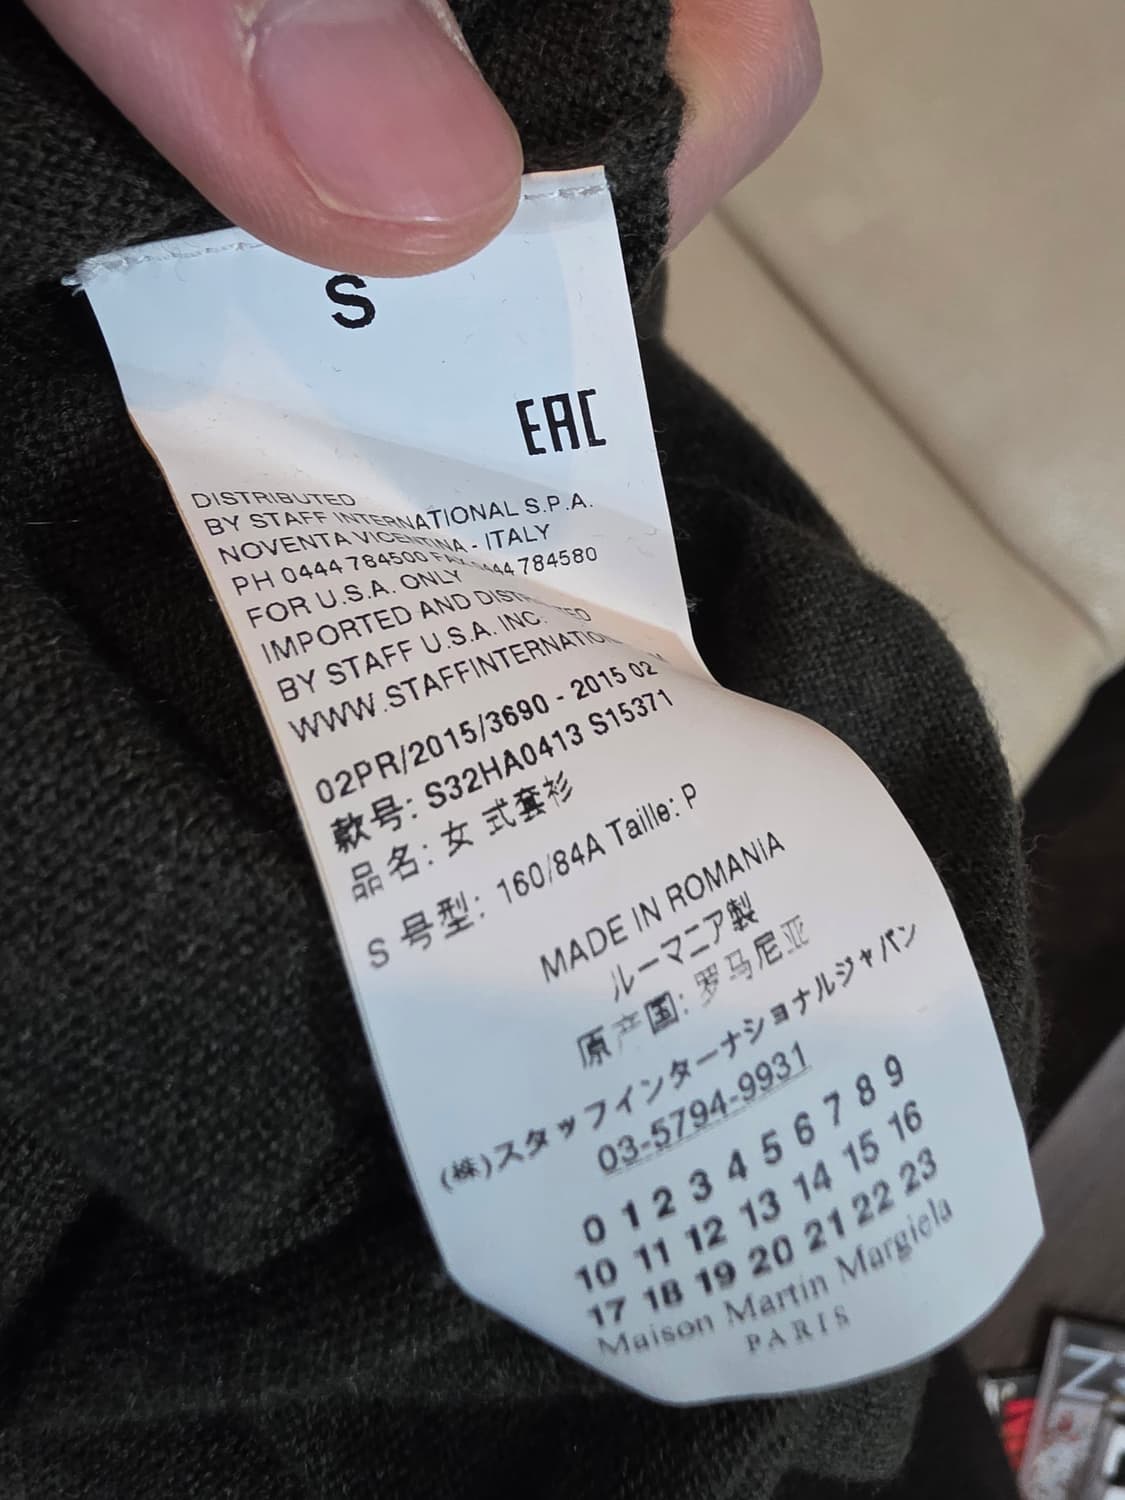 S
EAC
DISTRIBUTED
BY STAFF INTERNATIONAL S.P.A.
NOVENTA VICENTINA - ITALY
PH 0444 784500 FAX 0444 784580
FOR U.S.A. ONLY
IMPORTED AND DISTRIBUTED
BY STAFF U.S.A. INC.
WWW.STAFFINTERNATIONAL
02PR/2015/3690 - 2015 02
款号: S32HA0413 S15371
品名: 女 式套衫
S 号型: 160/84A Taille: P
MADE IN ROMANIA
ルーマニア製
原产国: 罗马尼亚
(株)スタッフインターナショナルジャパン
03-5794-9931
0 1 2 3 4 5 6 7 8 9
10 11 12 13 14 15 16
17 18 19 20 21 22 23
Maison Martin Margiela
PARIS
Z